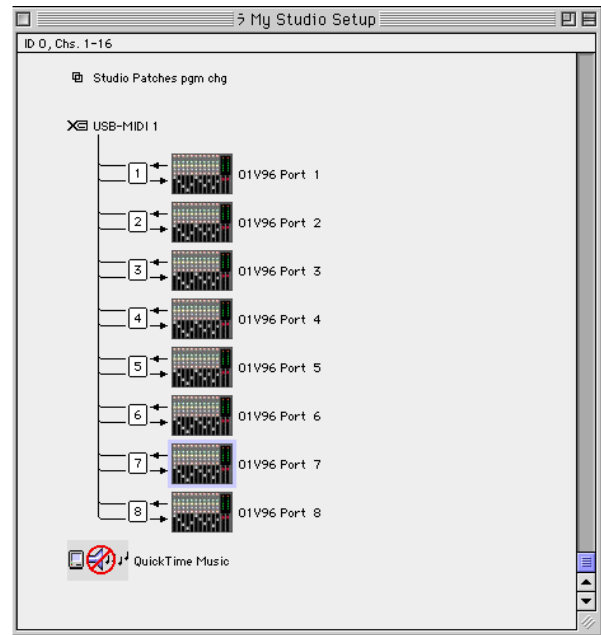 ラ My Studio Setup
ID 0, Chs. 1-16
Studio Patches pgm chg
USB-MIDI 1
1 01V96 Port 1
2 01V96 Port 2
3 01V96 Port 3
4 01V96 Port 4
5 01V96 Port 5
6 01V96 Port 6
7 01V96 Port 7
8 01V96 Port 8
QuickTime Music